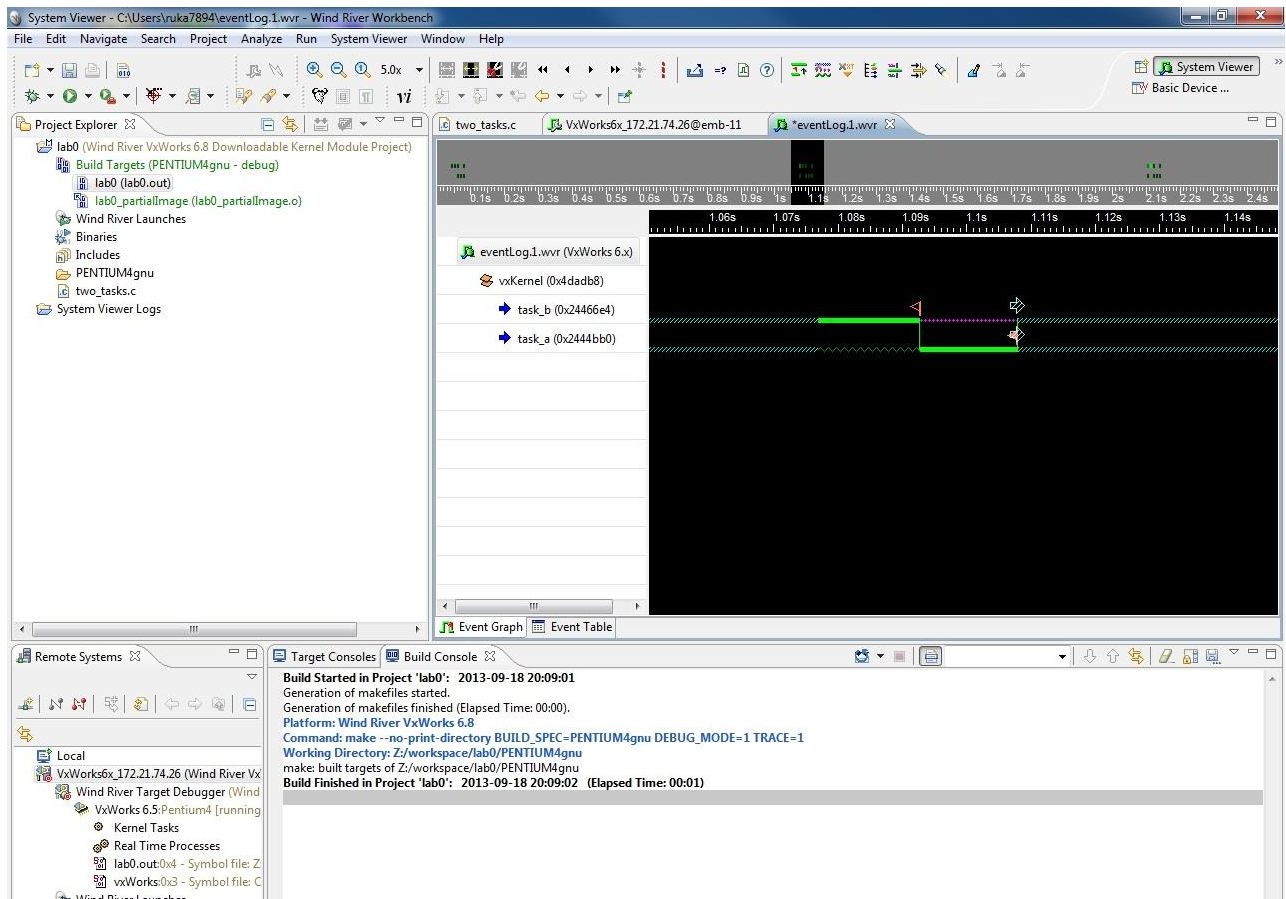 System Viewer - C:\Users\ruka7894\eventLog.1.wvr - Wind River Workbench
File Edit Navigate Search Project Analyze Run System Viewer Window Help
5.0x
System Viewer
Basic Device ...
Project Explorer
lab0 (Wind River VxWorks 6.8 Downloadable Kernel Module Project)
Build Targets (PENTIUM4gnu - debug)
lab0 (lab0.out)
lab0_partialImage (lab0_partialImage.o)
Wind River Launches
Binaries
Includes
PENTIUM4gnu
two_tasks.c
System Viewer Logs
two_tasks.c VxWorks6x_172.21.74.26@emb-11 *eventLog.1.wvr
0.1s 0.2s 0.3s 0.4s 0.5s 0.6s 0.7s 0.8s 0.9s 1s 1.1s 1.2s 1.3s 1.4s 1.5s 1.6s 1.7s 1.8s 1.9s 2s 2.1s 2.2s 2.3s 2.4s
1.06s 1.07s 1.08s 1.09s 1.1s 1.11s 1.12s 1.13s 1.14s
eventLog.1.wvr (VxWorks 6.x)
vxKernel (0x4dadb8)
task_b (0x24466e4)
task_a (0x2444bb0)
Event Graph Event Table
Remote Systems
Local
VxWorks6x_172.21.74.26 (Wind River Vx
Wind River Target Debugger (Wind
VxWorks 6.5:Pentium4 [running
Kernel Tasks
Real Time Processes
lab0.out:0x4 - Symbol file: Z
vxWorks:0x3 - Symbol file: C
Wind River Launches
Target Consoles Build Console
Build Started in Project 'lab0': 2013-09-18 20:09:01
Generation of makefiles started.
Generation of makefiles finished (Elapsed Time: 00:00).
Platform: Wind River VxWorks 6.8
Command: make --no-print-directory BUILD_SPEC=PENTIUM4gnu DEBUG_MODE=1 TRACE=1
Working Directory: Z:/workspace/lab0/PENTIUM4gnu
make: built targets of Z:/workspace/lab0/PENTIUM4gnu
Build Finished in Project 'lab0': 2013-09-18 20:09:02 (Elapsed Time: 00:01)